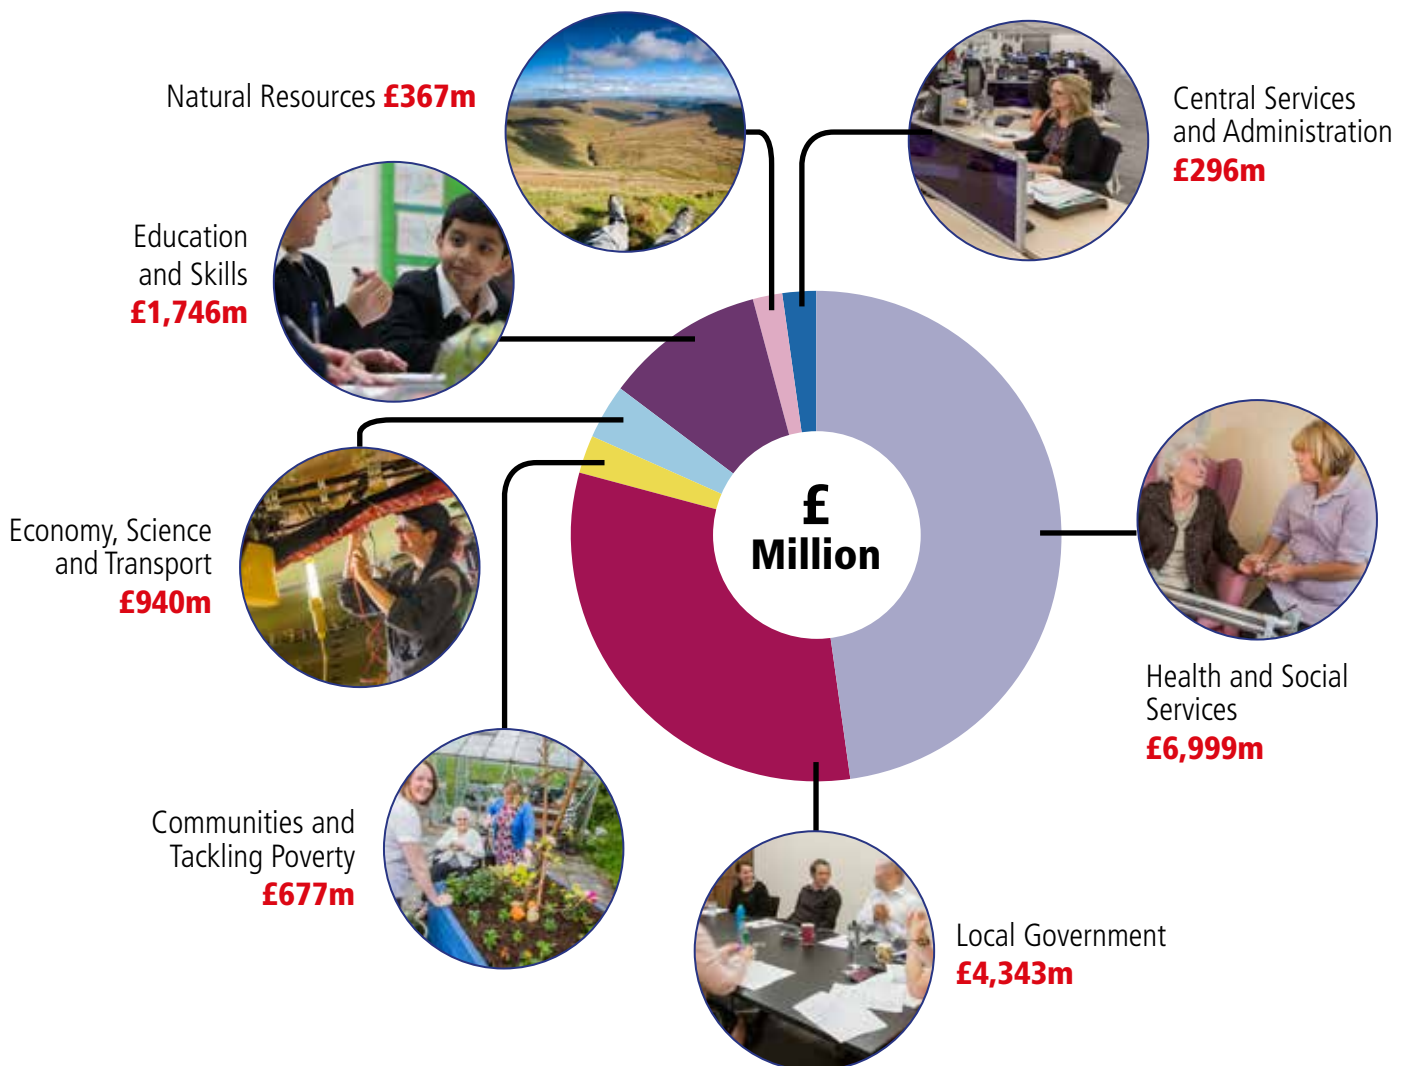 Natural Resources £367m
Central Services
and Administration
£296m
Education
and Skills
£1,746m
Economy, Science
and Transport
£940m
£
Million
Health and Social
Services
£6,999m
Communities and
Tackling Poverty
£677m
Local Government
£4,343m